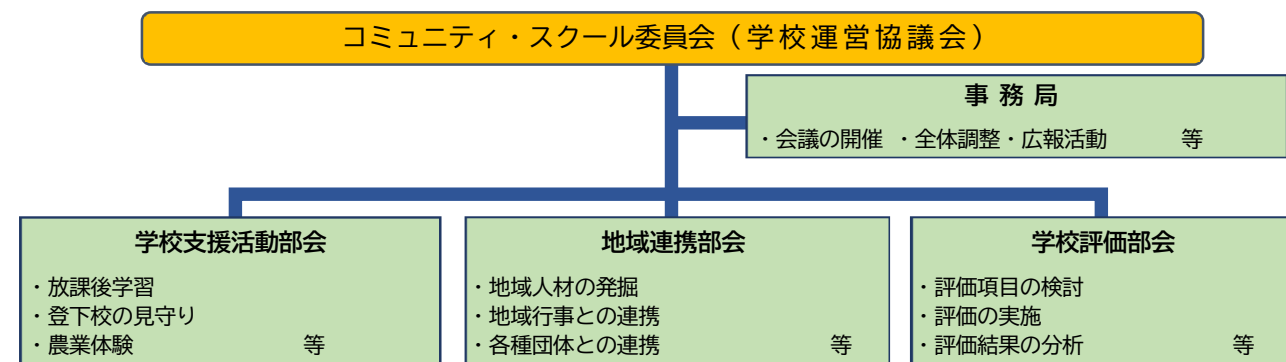 コミュニティ・スクール委員会（学校運営協議会）
事 務 局
・会議の開催 ・全体調整・広報活動 等
学校支援活動部会
・放課後学習
・登下校の見守り
・農業体験 等
地域連携部会
・地域人材の発掘
・地域行事との連携
・各種団体との連携 等
学校評価部会
・評価項目の検討
・評価の実施
・評価結果の分析 等